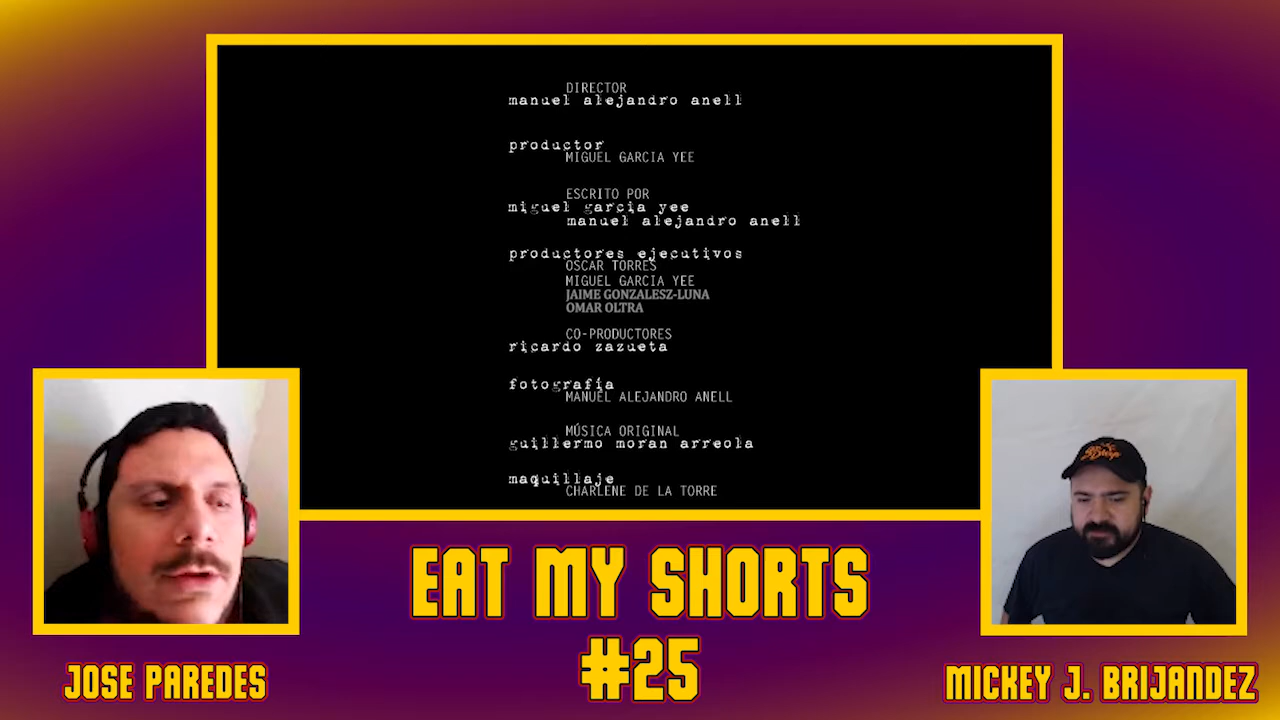 DIRECTOR
manuel alejandro anell
productor
MIGUEL GARCIA YEE
ESCRITO POR
miguel garcia yee
manuel alejandro anell
productores ejecutivos
OSCAR TORRES
MIGUEL GARCIA YEE
JAIME GONZALESZ-LUNA
OMAR OLTRA
CO-PRODUCTORES
ricardo zazueta
fotografía
MANUEL ALEJANDRO ANELL
MÚSICA ORIGINAL
guillermo moran arreola
maquillaje
CHARLENE DE LA TORRE
EAT MY SHORTS
#25
JOSE PAREDES
MICKEY J. BRIJANDEZ